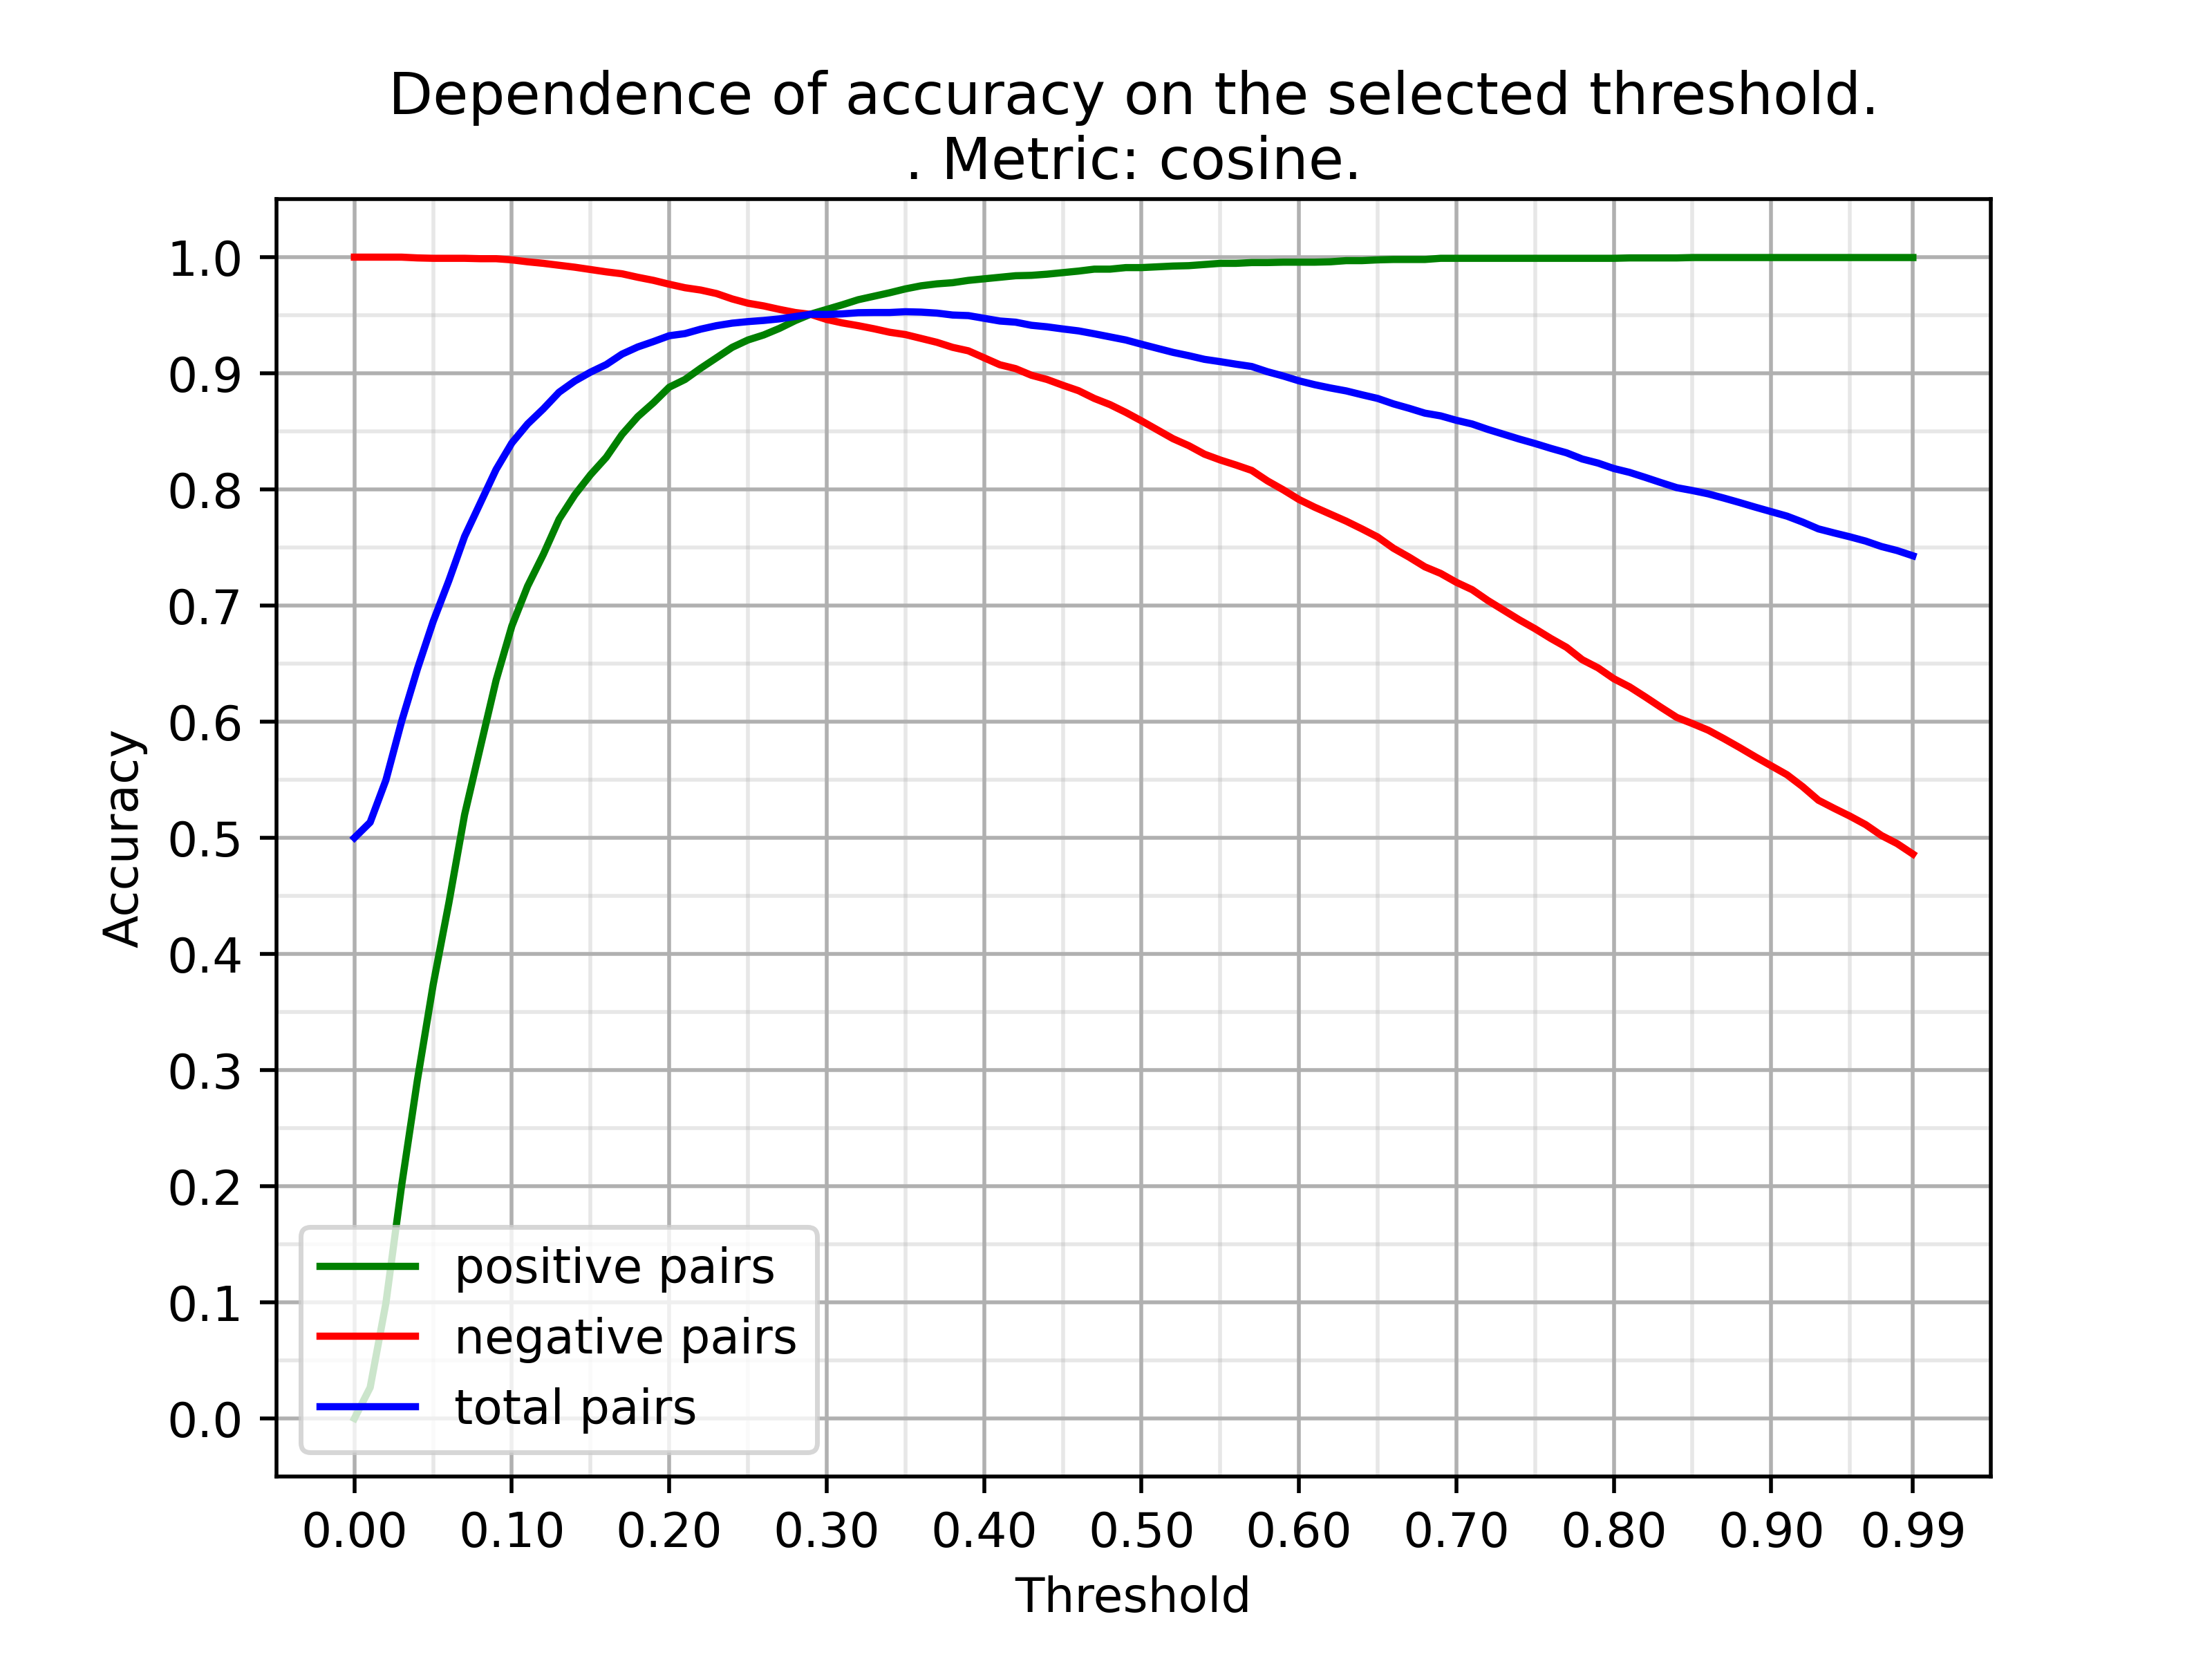 Dependence of accuracy on the selected threshold.
. Metric: cosine.
1.0
0.9
0.8
0.7
0.6
0.5
0.4
0.3
0.2
0.1
0.0
Accuracy
positive pairs
negative pairs
total pairs
0.00 0.10 0.20 0.30 0.40 0.50 0.60 0.70 0.80 0.90 0.99
Threshold